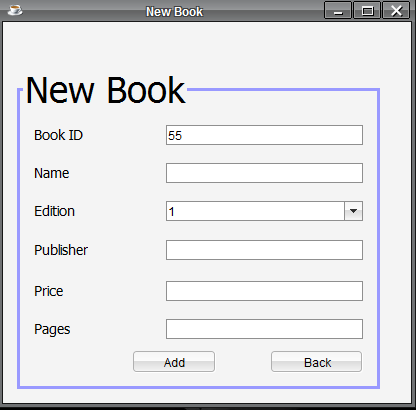 New Book
New Book
Book ID 55
Name
Edition 1
Publisher
Price
Pages
Add Back